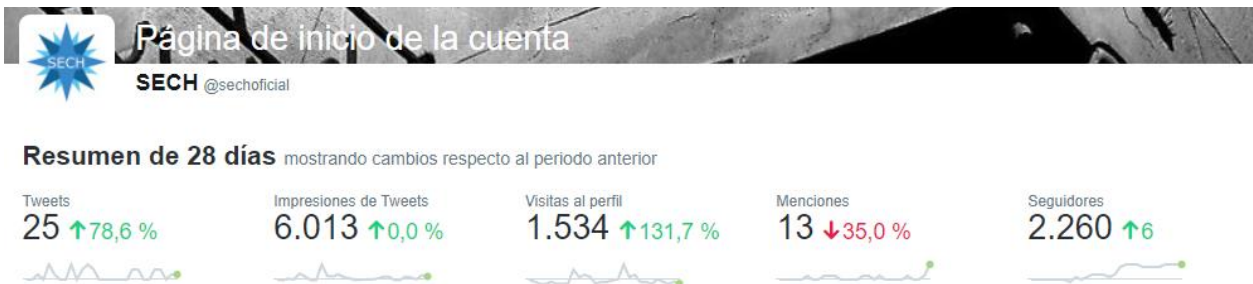 Página de inicio de la cuenta
SECH
SECH @sechoficial
Resumen de 28 días mostrando cambios respecto al periodo anterior
Tweets Impresiones de Tweets Visitas al perfil Menciones Seguidores
25 ↑78,6 % 6.013 ↑0,0 % 1.534 ↑131,7 % 13 ↓35,0 % 2.260 ↑6